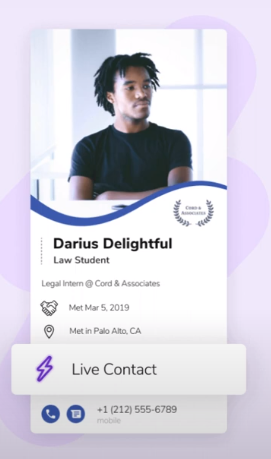 Cord &
Associates
Darius Delightful
Law Student
Legal Intern @ Cord & Associates
Met Mar 5, 2019
Met in Palo Alto, CA
Live Contact
+1 (212) 555-6789
mobile